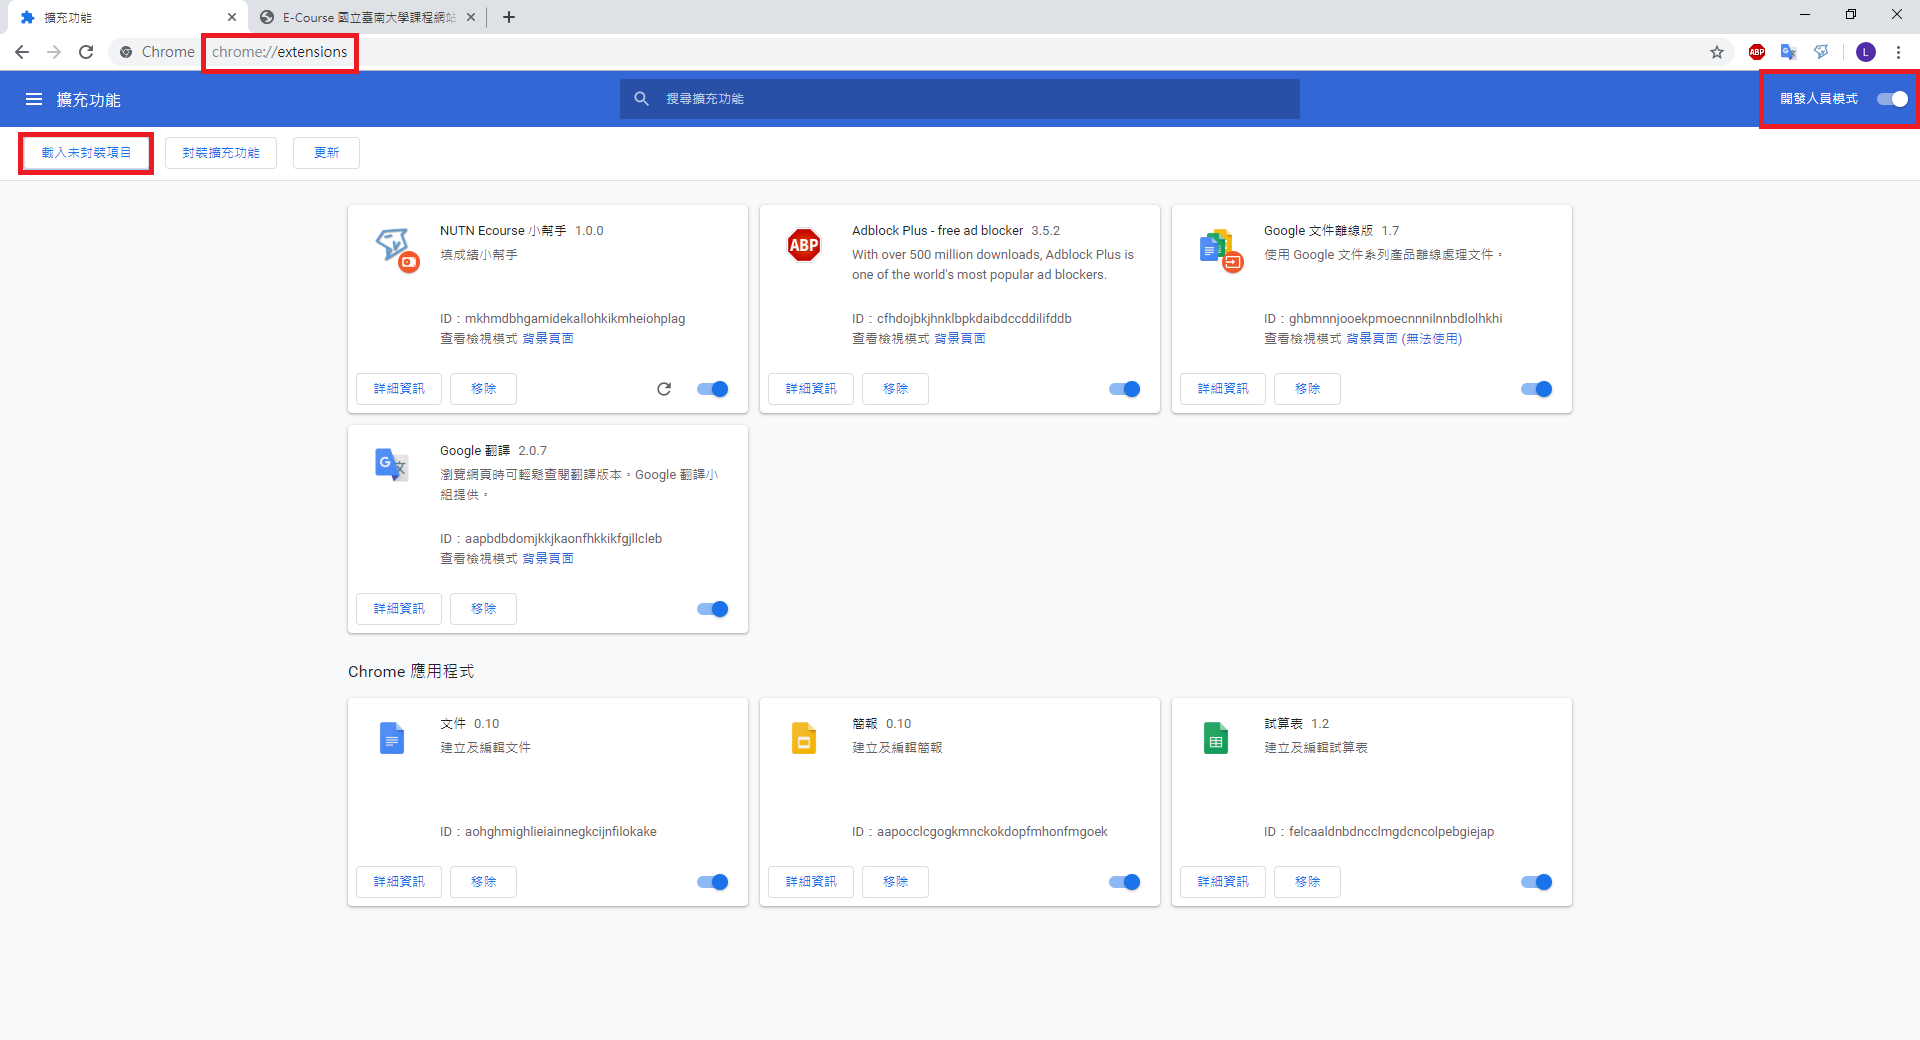 擴充功能
E-Course 國立臺南大學課程網站
Chrome
chrome://extensions
L
擴充功能
搜尋擴充功能
開發人員模式
載入未封裝項目
封裝擴充功能
更新
NUTN Ecourse 小幫手 1.0.0
填成績小幫手
ID：mkhmdbhgamidekallohkikmheiohplag
查看檢視模式 背景頁面
詳細資訊
移除
ABP
Adblock Plus - free ad blocker 3.5.2
With over 500 million downloads, Adblock Plus is
one of the world's most popular ad blockers.
ID：cfhdojbkjhnklbpkdaibdccddilifddb
查看檢視模式 背景頁面
詳細資訊
移除
Google 文件離線版 1.7
使用 Google 文件系列產品離線處理文件。
ID：ghbmnnjooekpmoecnnnilnnbdlolhkhi
查看檢視模式 背景頁面 (無法使用)
詳細資訊
移除
Google 翻譯 2.0.7
瀏覽網頁時可輕鬆查閱翻譯版本。Google 翻譯小
組提供。
ID：aapbdbdomjkkjkaonfhkkikfgjllcleb
查看檢視模式 背景頁面
詳細資訊
移除
Chrome 應用程式
文件 0.10
建立及編輯文件
ID：aohghmighlieiainnegkcijnfilokake
詳細資訊
移除
簡報 0.10
建立及編輯簡報
ID：aapocclcgogkmnckokdopfmhonfmgoek
詳細資訊
移除
試算表 1.2
建立及編輯試算表
ID：felcaaldnbdncclmgdcncolpebgiejap
詳細資訊
移除